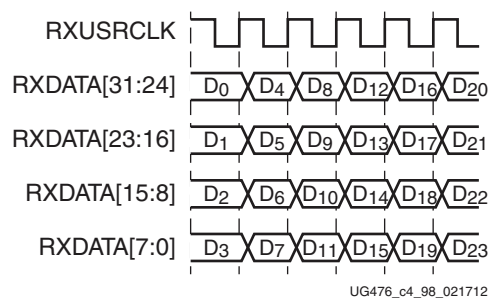 RXUSRCLK
RXDATA[31:24] D0 D4 D8 D12 D16 D20
RXDATA[23:16] D1 D5 D9 D13 D17 D21
RXDATA[15:8] D2 D6 D10 D14 D18 D22
RXDATA[7:0] D3 D7 D11 D15 D19 D23
UG476_c4_98_021712